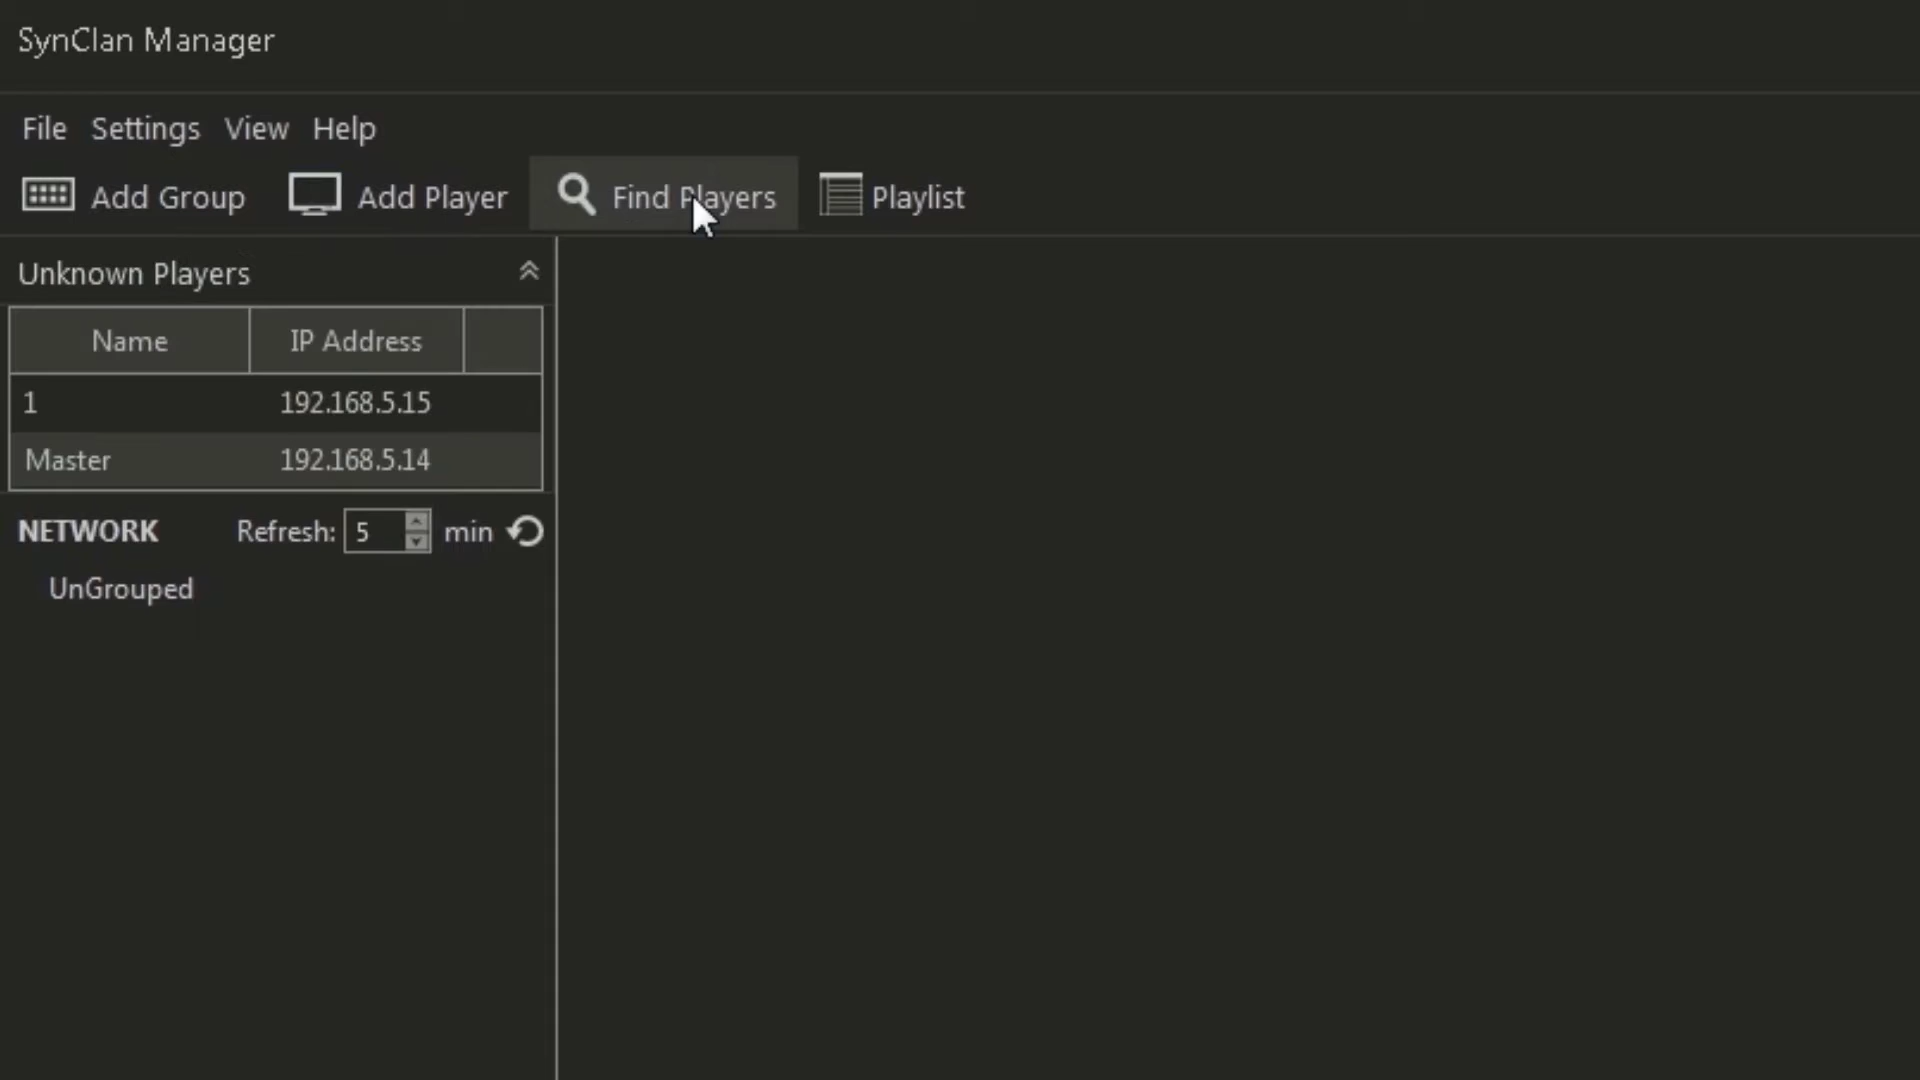 SynClan Manager
File Settings View Help
Add Group Add Player Find Players Playlist
Unknown Players
Name IP Address
1 192.168.5.15
Master 192.168.5.14
NETWORK Refresh: 5 min
UnGrouped